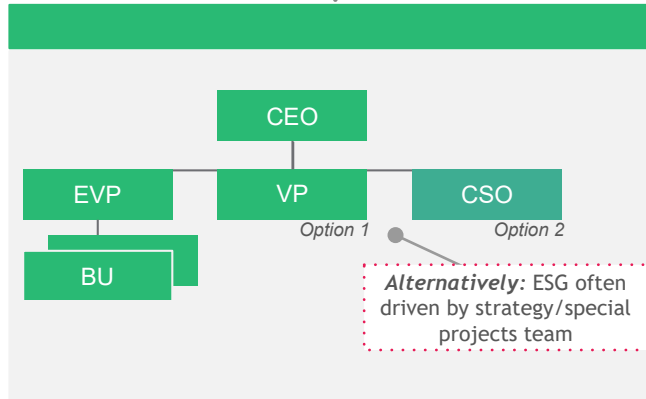 CEO
EVP
VP
CSO
Option 1
Option 2
BU
Alternatively: ESG often
driven by strategy/special
projects team